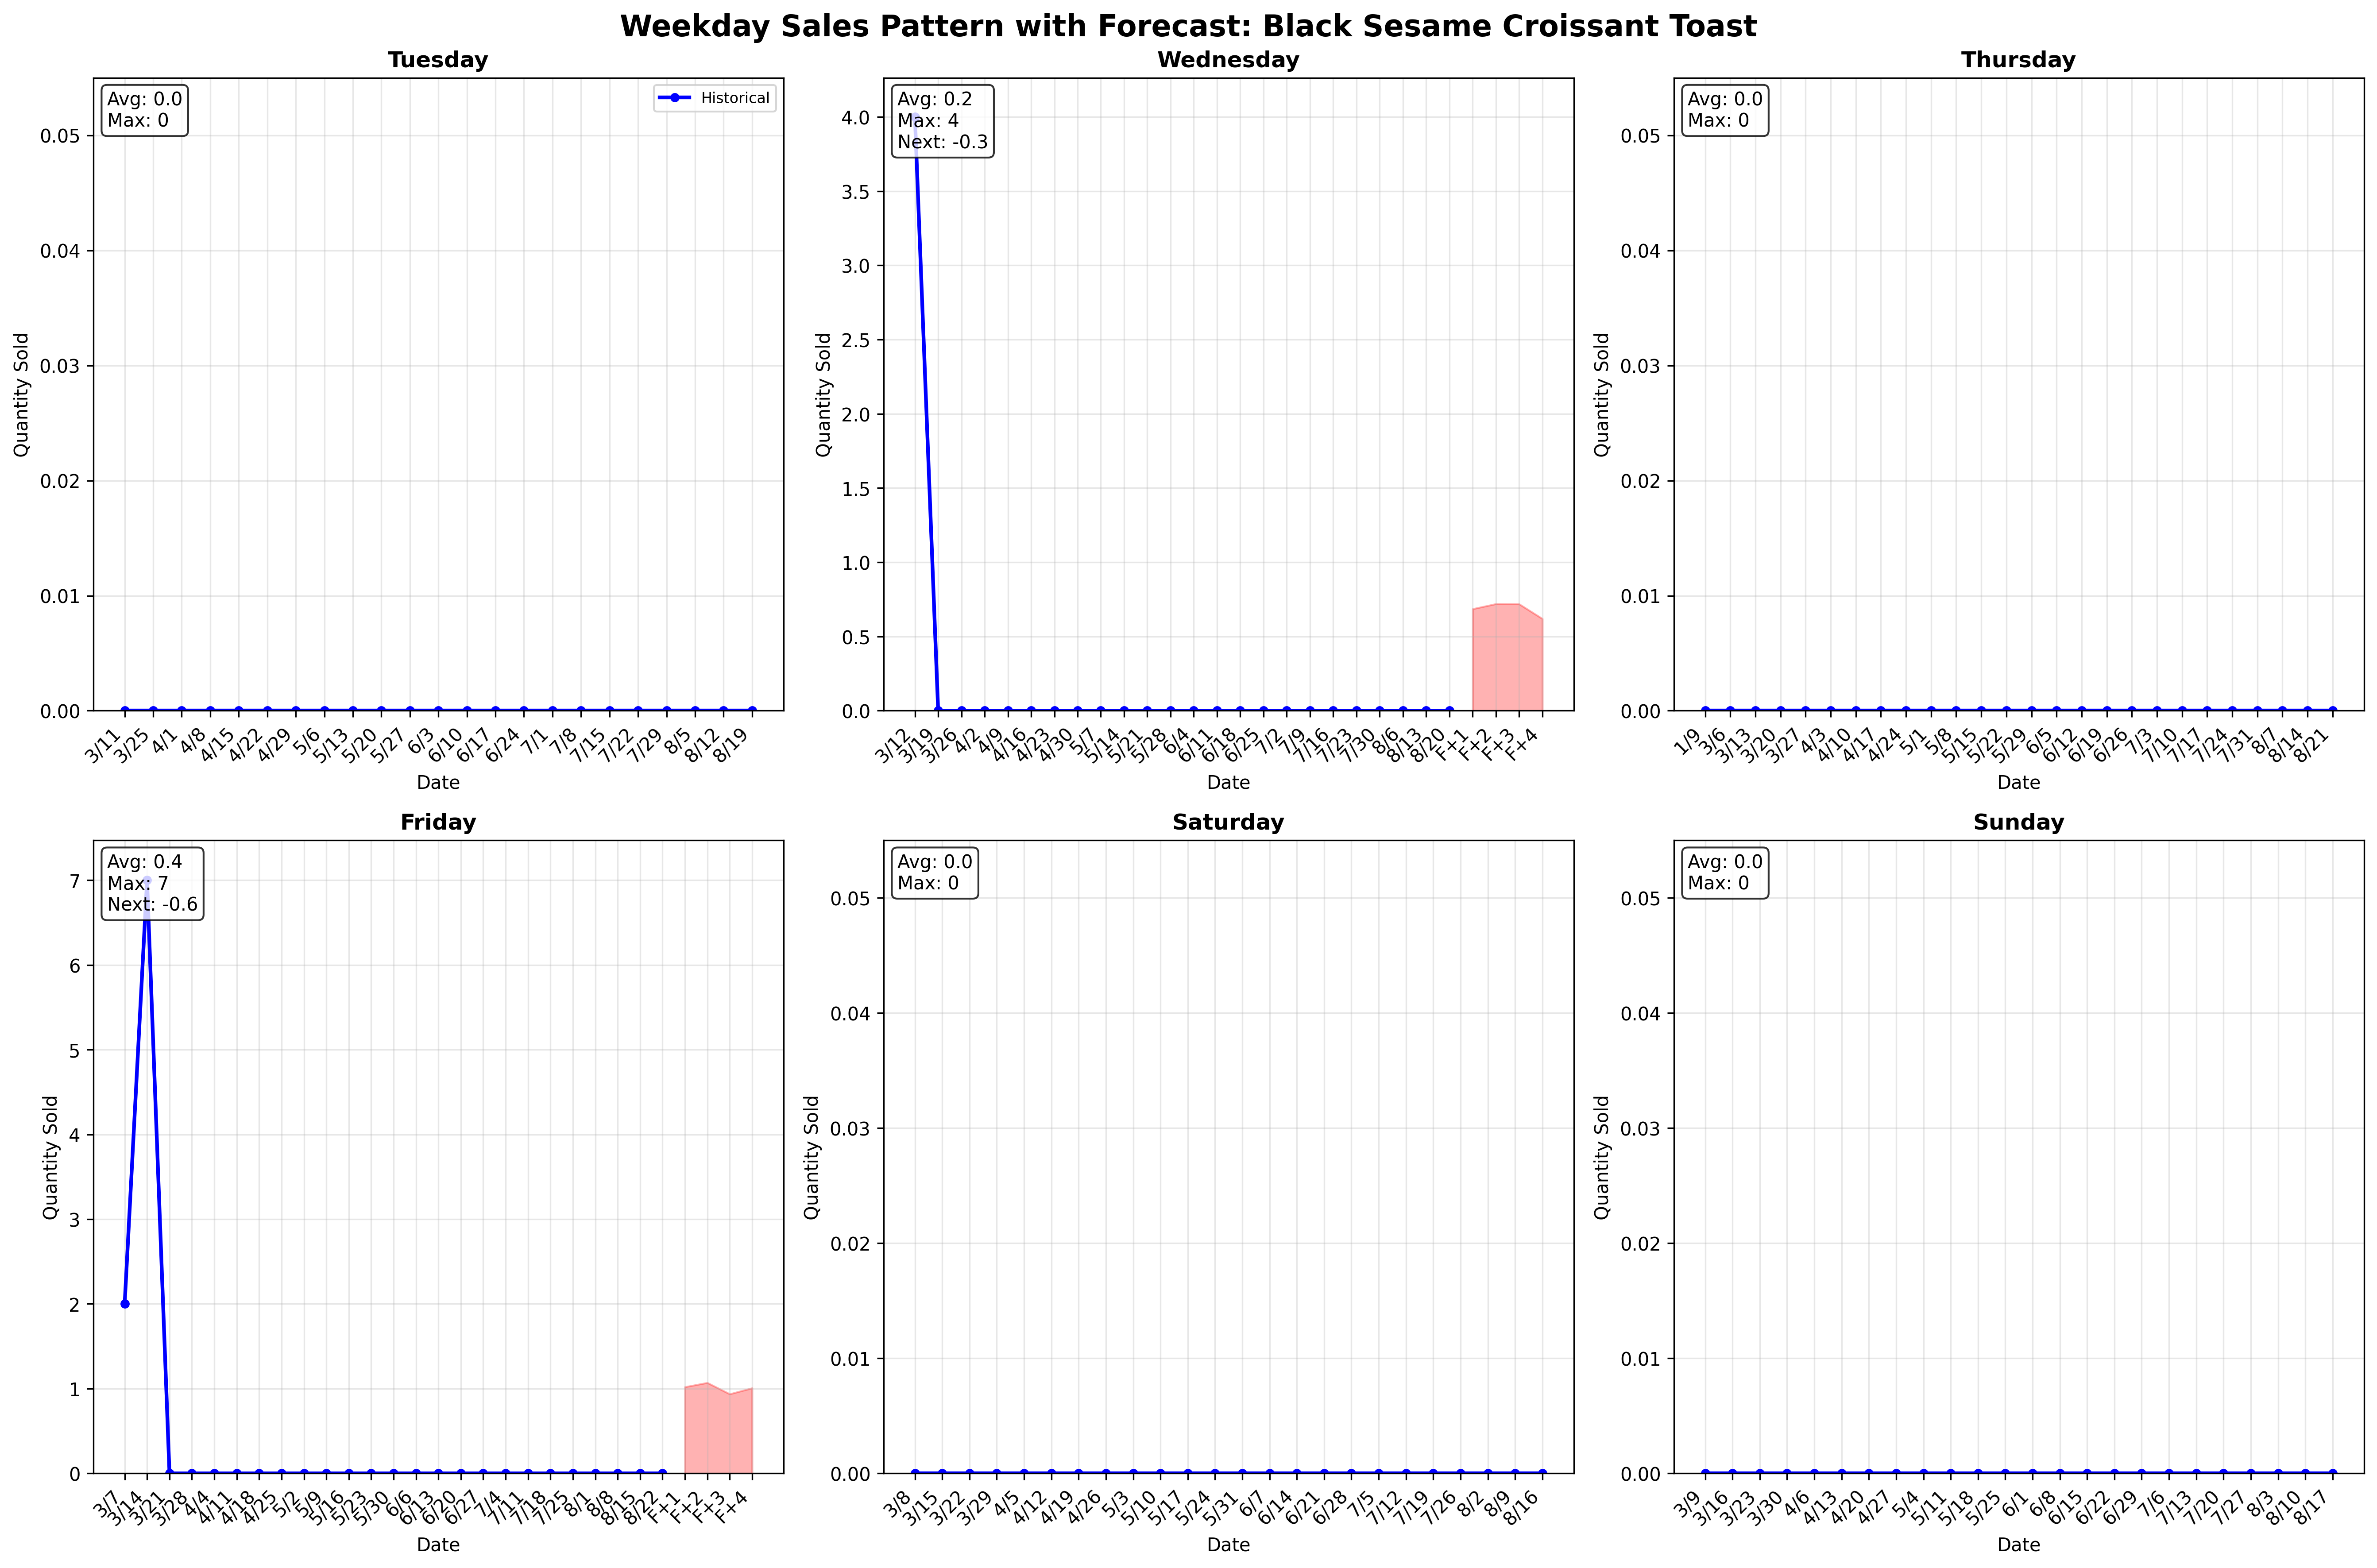 Weekday Sales Pattern with Forecast: Black Sesame Croissant Toast
Tuesday
Avg: 0.0
Max: 0
Historical
0.05
0.04
0.03
0.02
0.01
0.00
Quantity Sold
3/11 3/25 4/1 4/8 4/15 4/22 4/29 5/6 5/13 5/20 5/27 6/3 6/10 6/17 6/24 7/1 7/8 7/15 7/22 7/29 8/5 8/12 8/19
Date
Wednesday
Avg: 0.2
Max: 4
Next: -0.3
4.0
3.5
3.0
2.5
2.0
1.5
1.0
0.5
0.0
Quantity Sold
3/12 3/19 3/26 4/2 4/9 4/16 4/23 4/30 5/7 5/14 5/21 5/28 6/4 6/11 6/18 6/25 7/2 7/9 7/16 7/23 7/30 8/6 8/13 8/20 F+1 F+2 F+3 F+4
Date
Thursday
Avg: 0.0
Max: 0
0.05
0.04
0.03
0.02
0.01
0.00
Quantity Sold
1/9 3/6 3/13 3/20 3/27 4/3 4/10 4/17 4/24 5/1 5/8 5/15 5/22 5/29 6/5 6/12 6/19 6/26 7/3 7/10 7/17 7/24 7/31 8/7 8/14 8/21
Date
Friday
Avg: 0.4
Max: 7
Next: -0.6
7
6
5
4
3
2
1
0
Quantity Sold
3/7 3/14 3/21 3/28 4/4 4/11 4/18 4/25 5/2 5/9 5/16 5/23 5/30 6/6 6/13 6/20 6/27 7/4 7/11 7/18 7/25 8/1 8/8 8/15 8/22 F+1 F+2 F+3 F+4
Date
Saturday
Avg: 0.0
Max: 0
0.05
0.04
0.03
0.02
0.01
0.00
Quantity Sold
3/8 3/15 3/22 3/29 4/5 4/12 4/19 4/26 5/3 5/10 5/17 5/24 5/31 6/7 6/14 6/21 6/28 7/5 7/12 7/19 7/26 8/2 8/9 8/16
Date
Sunday
Avg: 0.0
Max: 0
0.05
0.04
0.03
0.02
0.01
0.00
Quantity Sold
3/9 3/16 3/23 3/30 4/6 4/13 4/20 4/27 5/4 5/11 5/18 5/25 6/1 6/8 6/15 6/22 6/29 7/6 7/13 7/20 7/27 8/3 8/10 8/17
Date